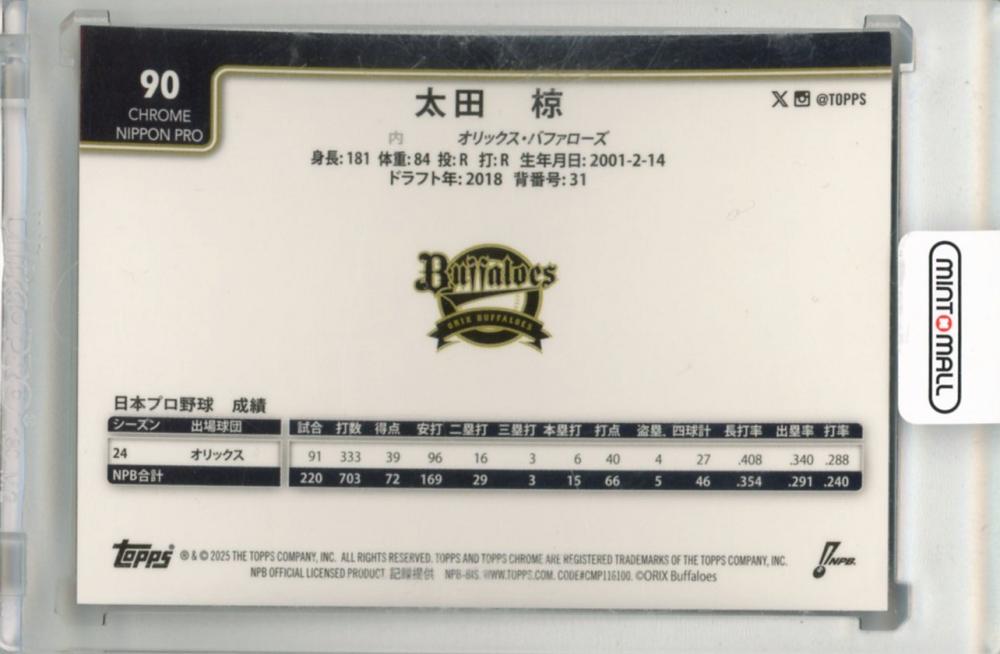 90
CHROME
NIPPON PRO
太田 椋
@TOPPS
内 オリックス・バファローズ
身長:181 体重:84 投:R 打:R 生年月日:2001-2-14
ドラフト年:2018 背番号:31
Buffaloes
ORIX BUFFALOES
MINT MALL
日本プロ野球 成績
シーズン 出場球団 試合 打数 得点 安打 二塁打 三塁打 本塁打 打点 盗塁 四球計 長打率 出塁率 打率
24 オリックス 91 333 39 96 16 3 6 40 4 27 .408 .340 .288
NPB合計 220 703 72 169 29 3 15 66 5 46 .354 .291 .240
topps ® & © 2025 THE TOPPS COMPANY, INC. ALL RIGHTS RESERVED. TOPPS AND TOPPS CHROME ARE REGISTERED TRADEMARKS OF THE TOPPS COMPANY, INC.
NPB OFFICIAL LICENSED PRODUCT 記録提供 NPB-BIS. WWW.TOPPS.COM. CODE#CMP116100. ©ORIX Buffaloes
NPB